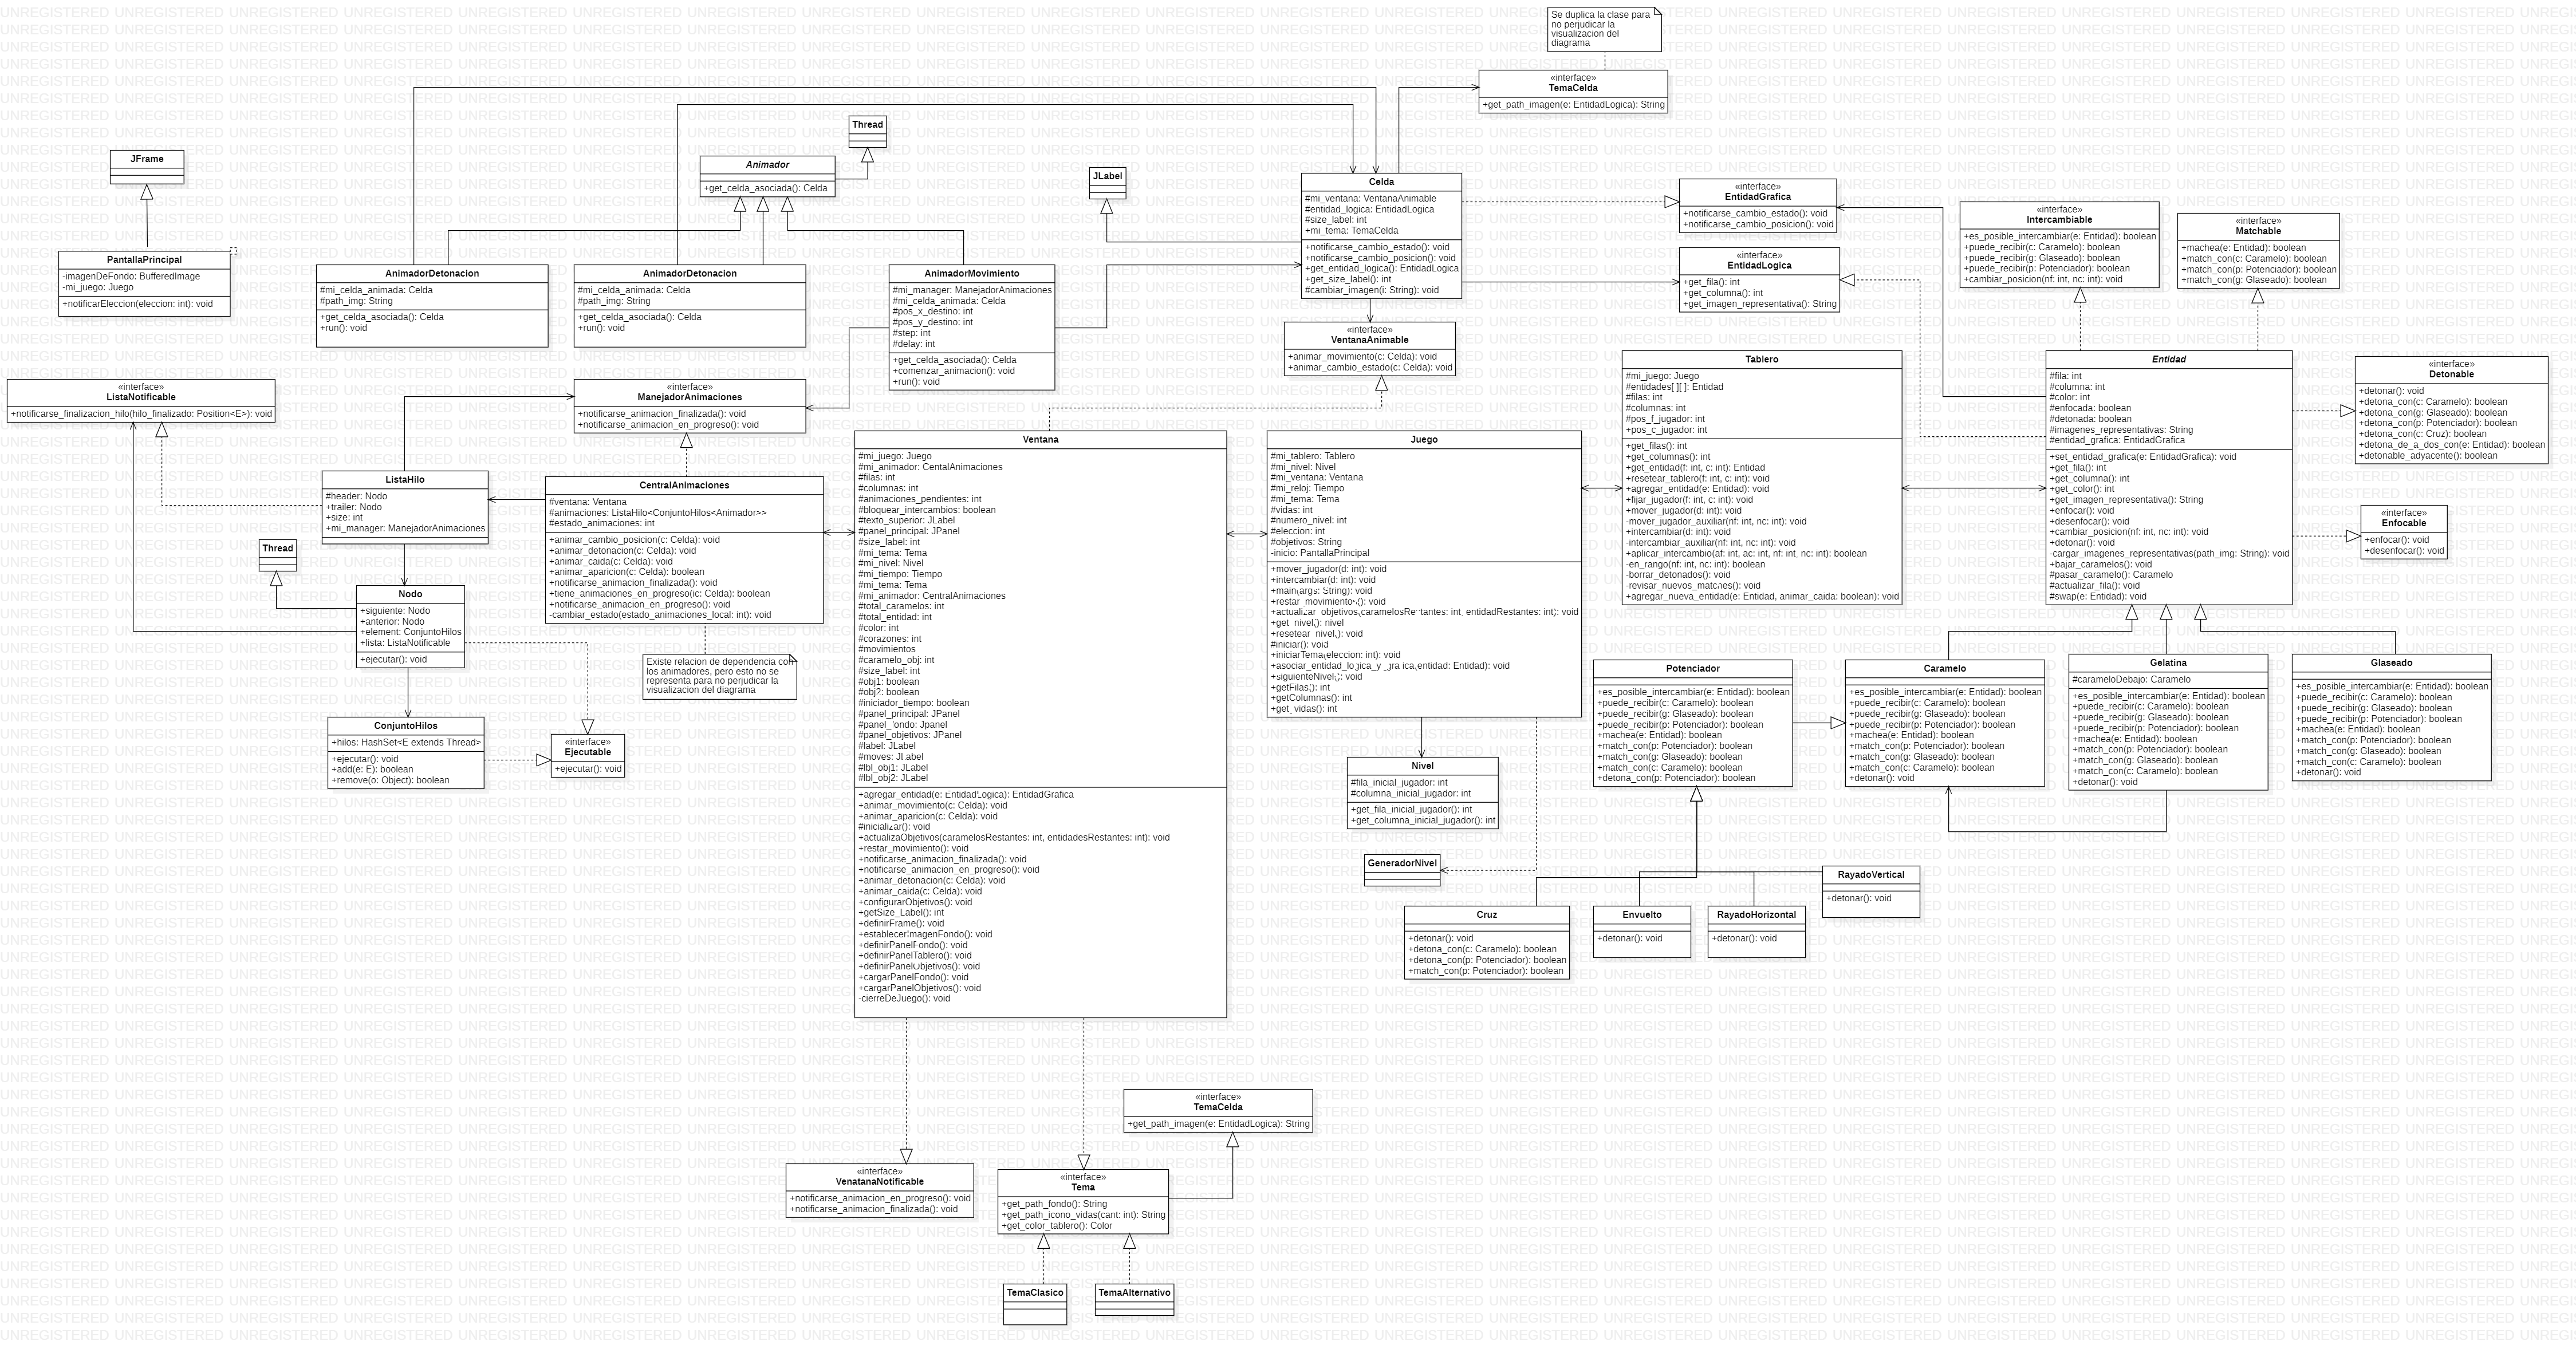 Se duplica la clase para
no perjudicar la
visualizacion del
diagrama
«interface»
TemaCelda
+get_path_imagen(e: EntidadLogica): String
Thread
JFrame
Animador
+get_celda_asociada(): Celda
JLabel
Celda
#mi_ventana: VentanaAnimable
#entidad_logica: EntidadLogica
#size_label: int
+mi_tema: TemaCelda
+notificarse_cambio_estado(): void
+notificarse_cambio_posicion(): void
+get_entidad_logica(): EntidadLogica
+get_size_label(): int
#cambiar_imagen(i: String): void
«interface»
EntidadGrafica
+notificarse_cambio_estado(): void
+notificarse_cambio_posicion(): void
«interface»
EntidadLogica
+get_fila(): int
+get_columna(): int
+get_imagen_representativa(): String
«interface»
Intercambiable
+es_posible_intercambiar(e: Entidad): boolean
+puede_recibir(c: Caramelo): boolean
+puede_recibir(g: Glaseado): boolean
+puede_recibir(p: Potenciador): boolean
+cambiar_posicion(nf: int, nc: int): void
«interface»
Matchable
+machea(e: Entidad): boolean
+match_con(c: Caramelo): boolean
+match_con(p: Potenciador): boolean
+match_con(g: Glaseado): boolean
PantallaPrincipal
-imagenDeFondo: BufferedImage
-mi_juego: Juego
+notificarEleccion(eleccion: int): void
AnimadorDetonacion
#mi_celda_animada: Celda
#path_img: String
+get_celda_asociada(): Celda
+run(): void
AnimadorDetonacion
#mi_celda_animada: Celda
#path_img: String
+get_celda_asociada(): Celda
+run(): void
AnimadorMovimiento
#mi_manager: ManejadorAnimaciones
#mi_celda_animada: Celda
#pos_x_destino: int
#pos_y_destino: int
#step: int
#delay: int
+get_celda_asociada(): Celda
+comenzar_animacion(): void
+run(): void
«interface»
VentanaAnimable
+animar_movimiento(c: Celda): void
+animar_cambio_estado(c: Celda): void
«interface»
ListaNotificable
+notificarse_finalizacion_hilo(hilo_finalizado: Position<E>): void
«interface»
ManejadorAnimaciones
+notificarse_animacion_finalizada(): void
+notificarse_animacion_en_progreso(): void
Tablero
#mi_juego: Juego
#entidades[ ][ ]: Entidad
#filas: int
#columnas: int
#pos_f_jugador: int
+pos_c_jugador: int
+get_filas(): int
+get_columns(): int
+get_entidad(f: int, c: int): Entidad
+resetear_tablero(f: int, c: int): void
+agregar_entidad(e: Entidad): void
+fijar_jugador(f: int, c: int): void
+mover_jugador(d: int): void
-mover_jugador_auxiliar(nf: int, nc: int): void
+intercambiar(d: int): void
-intercambiar_auxiliar(nf: int, nc: int): void
+aplicar_intercambio(af: int, ac: int, nf: int, nc: int): boolean
-en_rango(nf: int, nc: int): boolean
-borrar_detonados(): void
-revisar_nuevos_matches(): void
+agregar_nueva_entidad(e: Entidad, animar_caida: boolean): void
Entidad
#fila: int
#columna: int
#color: int
#enfocada: boolean
#detonada: boolean
#imagenes_representativas: String
#entidad_grafica: EntidadGrafica
+set_entidad_grafica(e: EntidadGrafica): void
+get_fila(): int
+get_columna(): int
+get_color(): int
+get_imagen_representativa(): String
+enfocar(): void
+desenfocar(): void
+cambiar_posicion(nf: int, nc: int): void
+detonar(): void
-cargar_imagenes_representativas(path_img: String): void
+bajar_caramelos(): void
#pasar_caramelo(): Caramelo
#actualizar_fila(): void
#swap(e: Entidad): void
«interface»
Detonable
+detonar(): void
+detona_con(c: Caramelo): boolean
+detona_con(g: Glaseado): boolean
+detona_con(p: Potenciador): boolean
+detona_con(c: Cruz): boolean
+detona_de_a_dos_con(e: Entidad): boolean
+detonable_adyacente(): boolean
«interface»
Enfocable
+enfocar(): void
+desenfocar(): void
ListaHilo
#header: Nodo
#trailer: Nodo
+size: int
+mi_manager: ManejadorAnimaciones
CentralAnimaciones
#ventana: Ventana
#animaciones: ListaHilo<ConjuntoHilos<Animador>>
#estado_animaciones: int
+animar_cambio_posicion(c: Celda): void
+animar_detonacion(c: Celda): void
+animar_caida(c: Celda): void
+animar_aparicion(c: Celda): boolean
+notificarse_animacion_finalizada(): void
+tiene_animaciones_en_progreso(ic: Celda): boolean
+notificarse_animacion_en_progreso(): void
-cambiar_estado(estado_animaciones_local: int): void
Existe relacion de dependencia con
los animadores, pero esto no se
representa para no perjudicar la
visualizacion del diagrama
Thread
Nodo
+siguiente: Nodo
+anterior: Nodo
+element: ConjuntoHilos
+lista: ListaNotificable
+ejecutar(): void
ConjuntoHilos
+hilos: HashSet<E extends Thread>
+ejecutar(): void
+add(e: E): boolean
+remove(o: Object): boolean
«interface»
Ejecutable
+ejecutar(): void
Ventana
#mi_juego: Juego
#mi_animador: CentalAnimaciones
#filas: int
#columnas: int
#animaciones_pendientes: int
#bloquear_intercambios: boolean
#texto_superior: JLabel
#panel_principal: JPanel
#size_label: int
#mi_tema: Tema
#mi_nivel: Nivel
#mi_tiempo: Tiempo
#mi_tema: Tema
#mi_animador: CentralAnimaciones
#total_caramelos: int
#total_entidad: int
#color: int
#corazones: int
#movimientos
#caramelo_obj: int
#size_label: int
#obj1: boolean
#obj2: boolean
#iniciador_tiempo: boolean
#panel_principal: JPanel
#panel_fondo: Jpanel
#panel_objetivos: JPanel
#label: JLabel
#moves: JLabel
#lbl_obj1: JLabel
#lbl_obj2: JLabel
+agregar_entidad(e: EntidadLogica): EntidadGrafica
+animar_movimiento(c: Celda): void
+animar_aparicion(c: Celda): void
#inicializar(): void
+actualizaObjetivos(caramelosRestantes: int, entidadesRestantes: int): void
+restar_movimiento(): void
+notificarse_animacion_finalizada(): void
+notificarse_animacion_en_progreso(): void
+animar_detonacion(c: Celda): void
+animar_caida(c: Celda): void
+configurarObjetivos(): void
+getSize_Label(): int
+definirFrame(): void
+establecerImagenFondo(): void
+definirPanelFondo(): void
+definirPanelTablero(): void
+definirPanelObjetivos(): void
+cargarPanelFondo(): void
+cargarPanelObjetivos(): void
-cierreDeJuego(): void
Juego
#mi_tablero: Tablero
#mi_nivel: Nivel
#mi_ventana: Ventana
#mi_reloj: Tiempo
#mi_tema: Tema
#vidas: int
#numero_nivel: int
#eleccion: int
#objetivos: String
-inicio: PantallaPrincipal
+mover_jugador(d: int): void
+intercambiar(d: int): void
+main(args: String): void
+restar_movimiento(): void
+actualizar_objetivos(caramelosRestantes: int, entidadRestantes: int): void
+get_nivel(): nivel
+resetear_nivel(): void
#iniciar(): void
+iniciarTema(eleccion: int): void
+asociar_entidad_logica_y_grafica(entidad: Entidad): void
+siguienteNivel(): void
+getFilas(): int
+getColumns(): int
+get_vidas(): int
Nivel
#fila_inicial_jugador: int
#columna_inicial_jugador: int
+get_fila_inicial_jugador(): int
+get_columna_inicial_jugador(): int
GeneradorNivel
Potenciador
+es_posible_intercambiar(e: Entidad): boolean
+puede_recibir(c: Caramelo): boolean
+puede_recibir(g: Glaseado): boolean
+puede_recibir(p: Potenciador): boolean
+machea(e: Entidad): boolean
+match_con(p: Potenciador): boolean
+match_con(g: Glaseado): boolean
+match_con(c: Caramelo): boolean
+detona_con(p: Potenciador): boolean
Caramelo
+es_posible_intercambiar(e: Entidad): boolean
+puede_recibir(c: Caramelo): boolean
+puede_recibir(g: Glaseado): boolean
+puede_recibir(p: Potenciador): boolean
+machea(e: Entidad): boolean
+match_con(p: Potenciador): boolean
+match_con(g: Glaseado): boolean
+match_con(c: Caramelo): boolean
+detonar(): void
Gelatina
#carameloDebajo: Caramelo
+es_posible_intercambiar(e: Entidad): boolean
+puede_recibir(c: Caramelo): boolean
+puede_recibir(g: Glaseado): boolean
+puede_recibir(p: Potenciador): boolean
+machea(e: Entidad): boolean
+match_con(p: Potenciador): boolean
+match_con(g: Glaseado): boolean
+match_con(c: Caramelo): boolean
+detonar(): void
Glaseado
+es_posible_intercambiar(e: Entidad): boolean
+puede_recibir(c: Caramelo): boolean
+puede_recibir(g: Glaseado): boolean
+puede_recibir(p: Potenciador): boolean
+machea(e: Entidad): boolean
+match_con(p: Potenciador): boolean
+match_con(g: Glaseado): boolean
+match_con(c: Caramelo): boolean
+detonar(): void
Cruz
+detonar(): void
+detona_con(c: Caramelo): boolean
+detona_con(p: Potenciador): boolean
+match_con(p: Potenciador): boolean
Envuelto
+detonar(): void
RayadoHorizontal
+detonar(): void
RayadoVertical
+detonar(): void
«interface»
TemaCelda
+get_path_imagen(e: EntidadLogica): String
«interface»
VenatanaNotificable
+notificarse_animacion_en_progreso(): void
+notificarse_animacion_finalizada(): void
«interface»
Tema
+get_path_fondo(): String
+get_path_icono_vidas(cant: int): String
+get_color_tablero(): Color
TemaClasico
TemaAlternativo